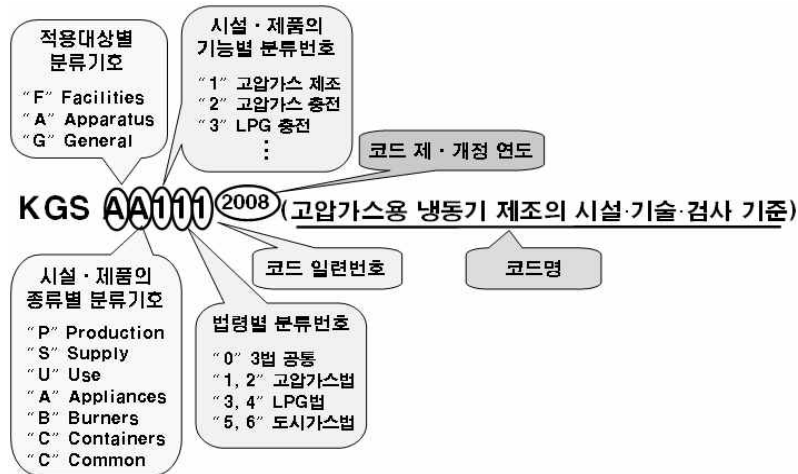 적용대상별
분류기호
“F” Facilities
“A” Apparatus
“G” General
시설·제품의
기능별 분류번호
“1” 고압가스 제조
“2” 고압가스 충전
“3” LPG 충전
⋮
코드 제·개정 연도
KGS AA111 2008 (고압가스용 냉동기 제조의 시설·기술·검사 기준)
시설·제품의
종류별 분류기호
“P” Production
“S” Supply
“U” Use
“A” Appliances
“B” Burners
“C” Containers
“C” Common
법령별 분류번호
“0” 3법 공통
“1, 2” 고압가스법
“3, 4” LPG법
“5, 6” 도시가스법
코드 일련번호
코드명